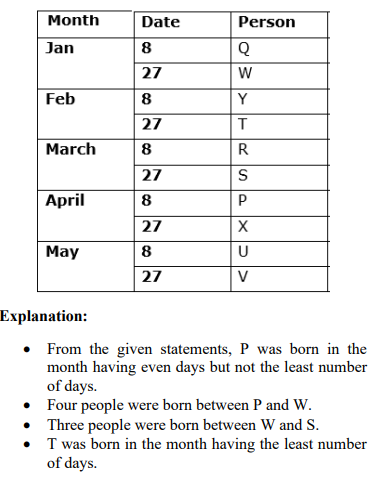 Month Date Person
Jan 8 Q
27 W
Feb 8 Y
27 T
March 8 R
27 S
April 8 P
27 X
May 8 U
27 V
Explanation:
• From the given statements, P was born in the
month having even days but not the least number
of days.
• Four people were born between P and W.
• Three people were born between W and S.
• T was born in the month having the least number
of days.